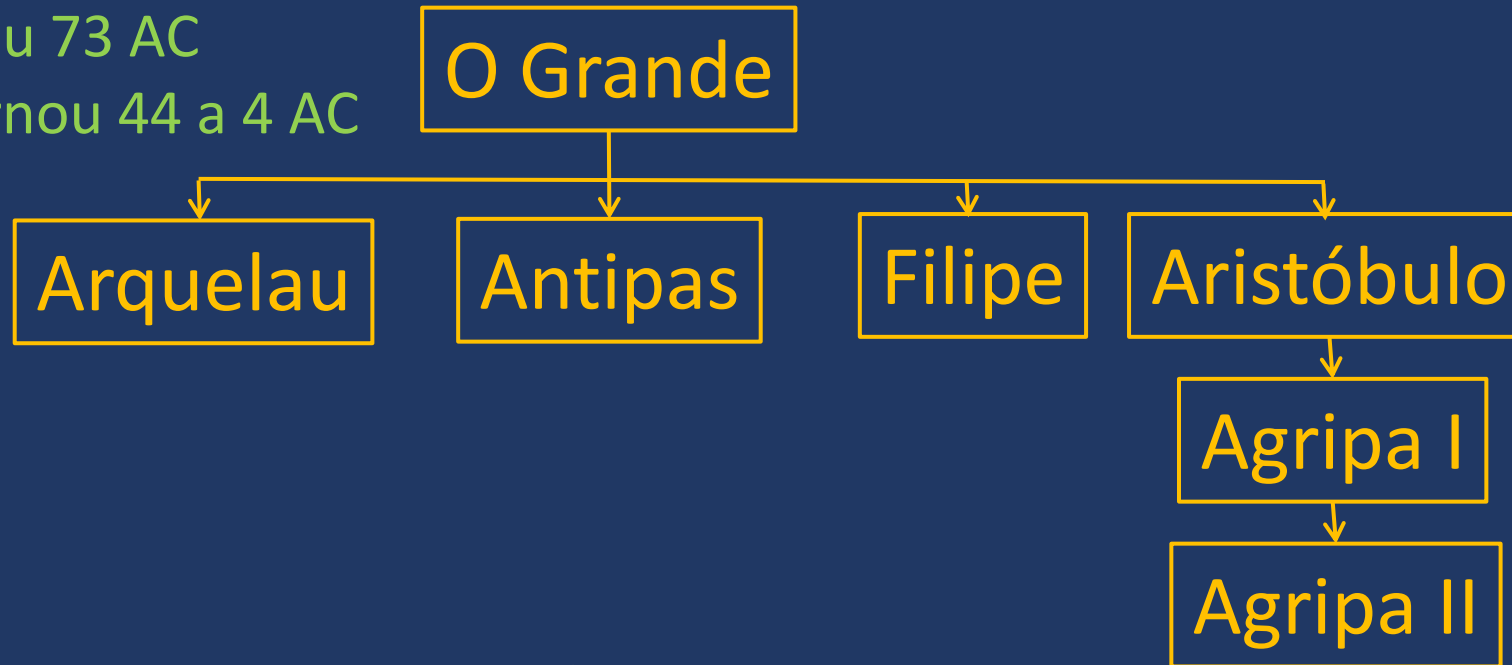 u 73 AC
nou 44 a 4 AC
O Grande
Arquelau
Antipas
Filipe
Aristóbulo
Agripa I
Agripa II